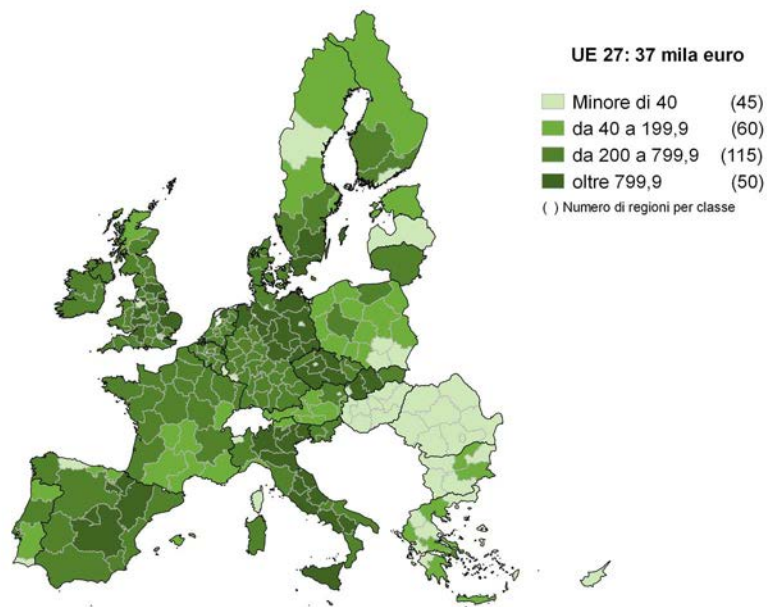 UE 27: 37 mila euro
Minore di 40 (45)
da 40 a 199,9 (60)
da 200 a 799,9 (115)
oltre 799,9 (50)
( ) Numero di regioni per classe